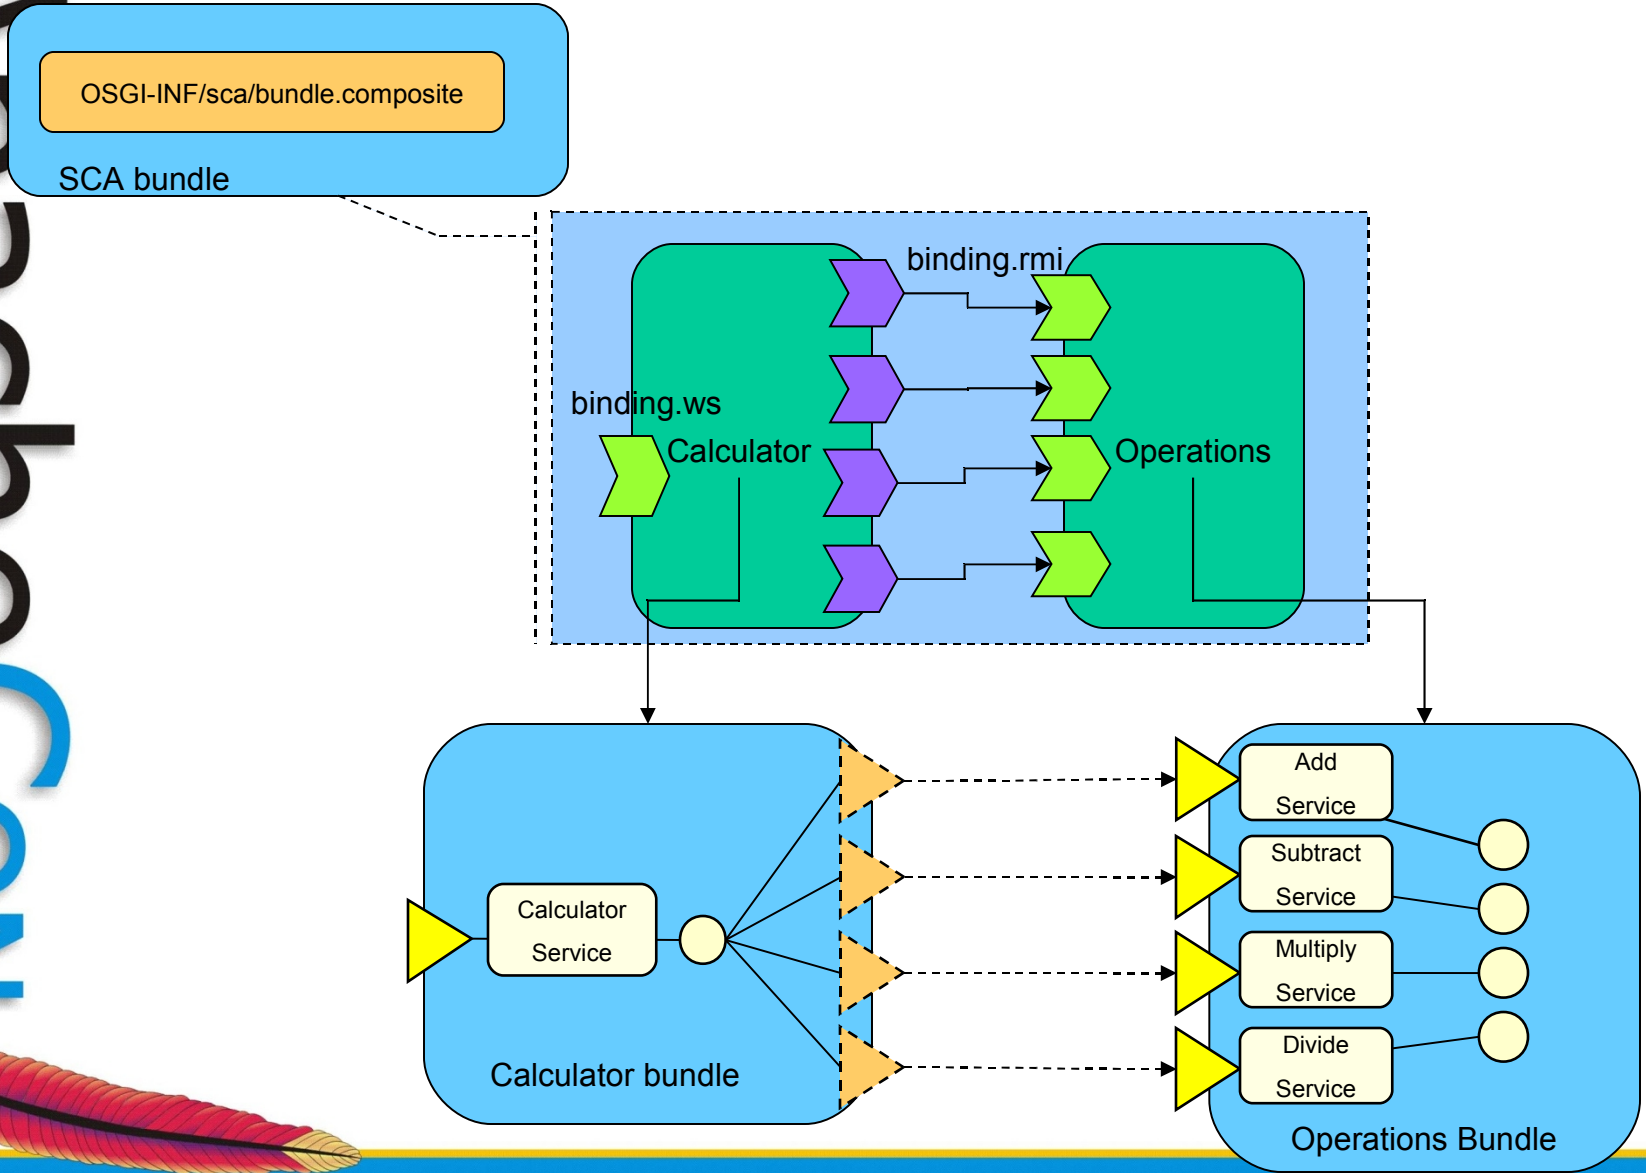 OSGI-INF/sca/bundle.composite
SCA bundle
binding.rmi
binding.ws
Calculator
Operations
Calculator
Service
Calculator bundle
Add
Service
Subtract
Service
Multiply
Service
Divide
Service
Operations Bundle